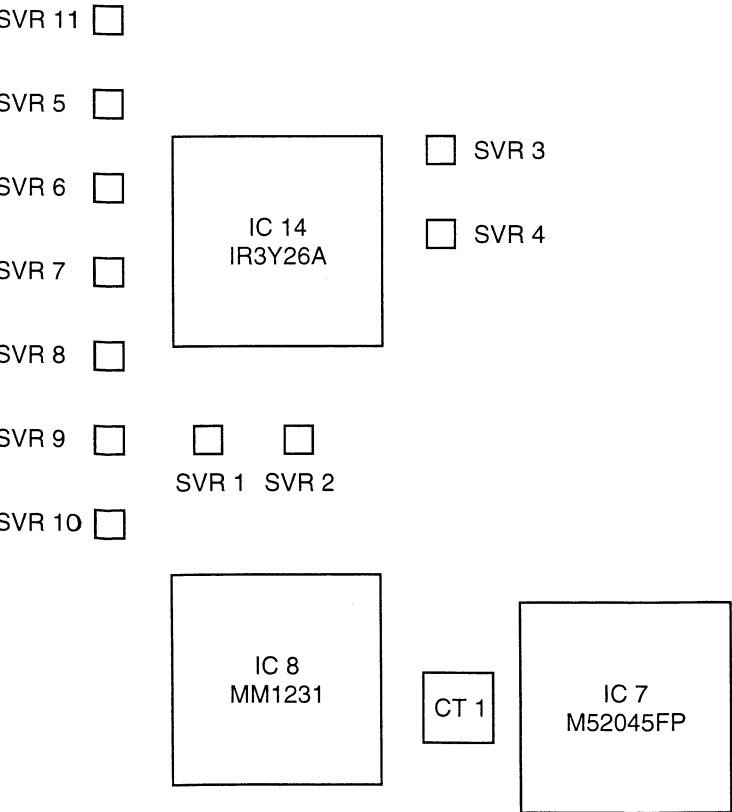 SVR 11
SVR 5
SVR 3
SVR 6
IC 14
IR3Y26A
SVR 4
SVR 7
SVR 8
SVR 9
SVR 1
SVR 2
SVR 10
IC 8
MM1231
CT 1
IC 7
M52045FP